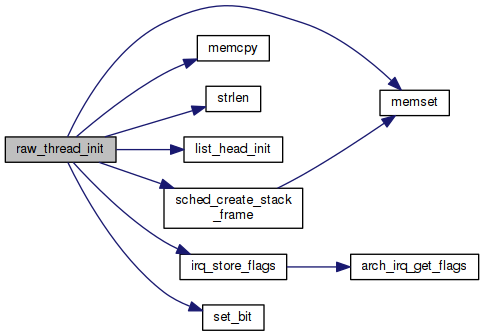 raw_thread_init
memcpy
strlen
list_head_init
sched_create_stack
_frame
irq_store_flags
set_bit
memset
arch_irq_get_flags